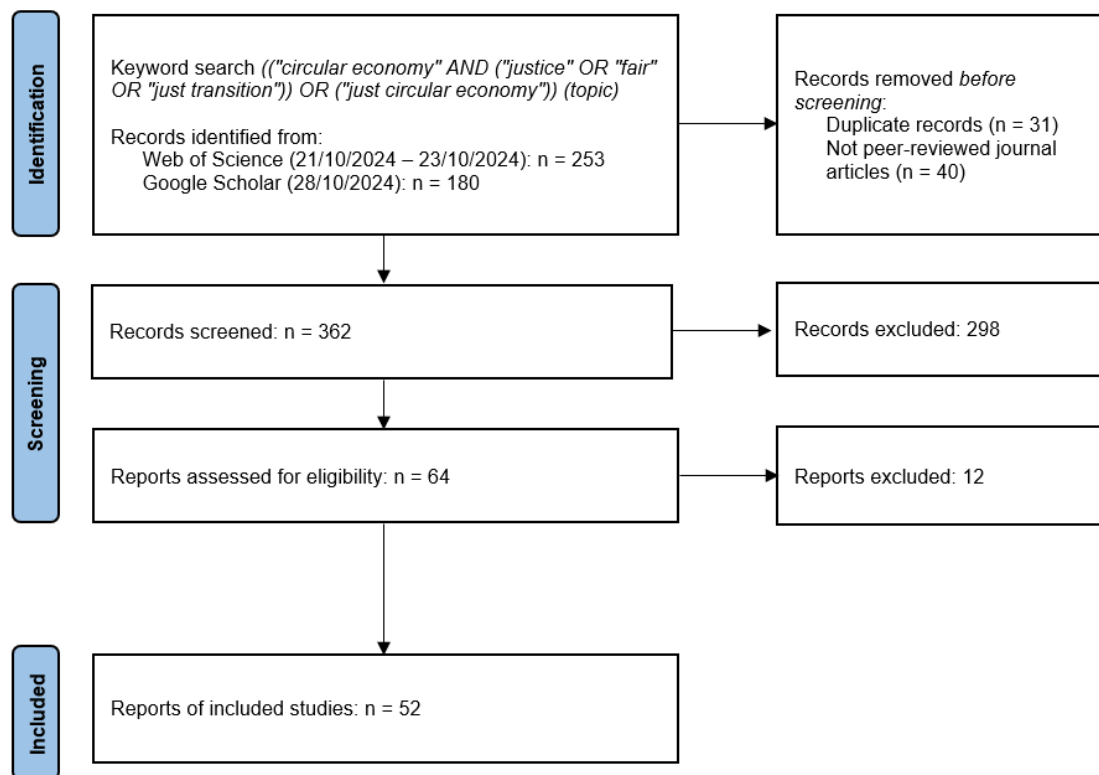 Identification
Keyword search (("circular economy" AND ("justice" OR "fair"
OR "just transition")) OR ("just circular economy")) (topic)
Records identified from:
Web of Science (21/10/2024 – 23/10/2024): n = 253
Google Scholar (28/10/2024): n = 180
Records removed before
screening:
Duplicate records (n = 31)
Not peer-reviewed journal
articles (n = 40)
Screening
Records screened: n = 362
Records excluded: 298
Reports assessed for eligibility: n = 64
Reports excluded: 12
Included
Reports of included studies: n = 52